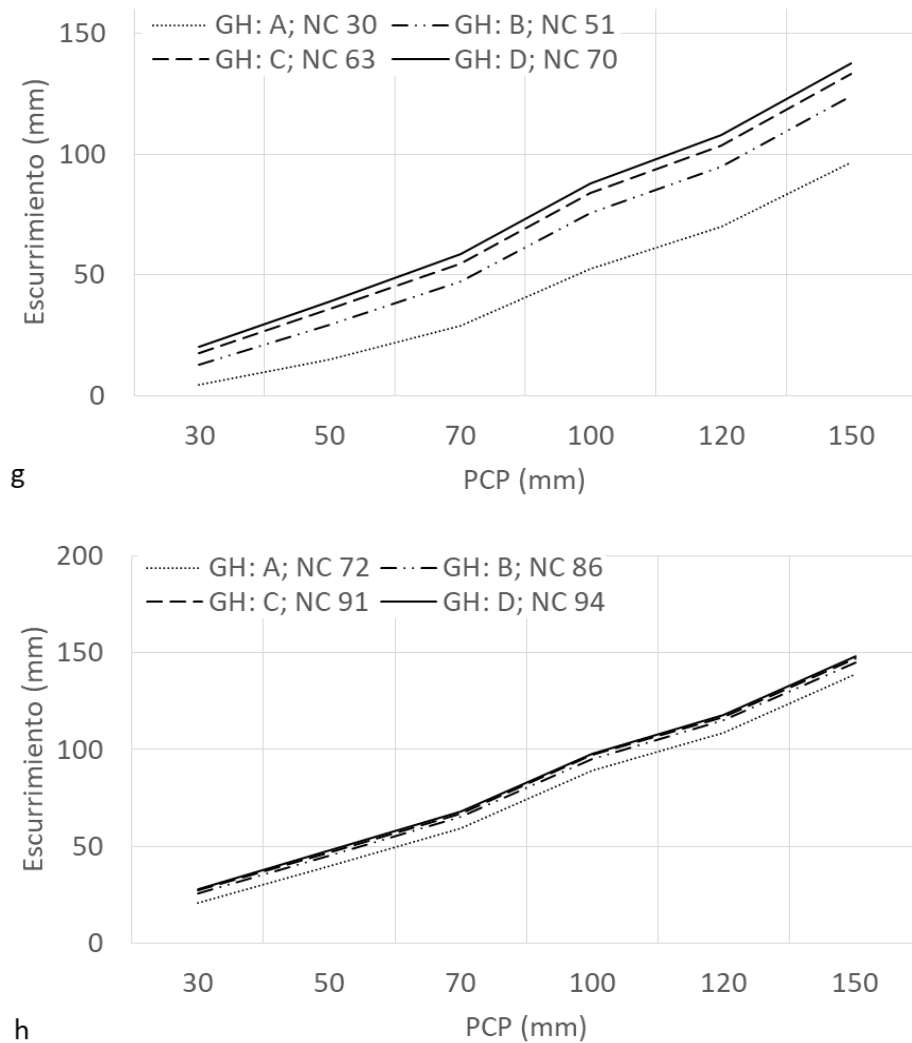 150
GH: A; NC 30 GH: B; NC 51
GH: C; NC 63 GH: D; NC 70
Escurrimiento (mm)
100
50
0
30 50 70 100 120 150
PCP (mm)
g
200
GH: A; NC 72 GH: B; NC 86
GH: C; NC 91 GH: D; NC 94
Escurrimiento (mm)
150
100
50
0
30 50 70 100 120 150
PCP (mm)
h